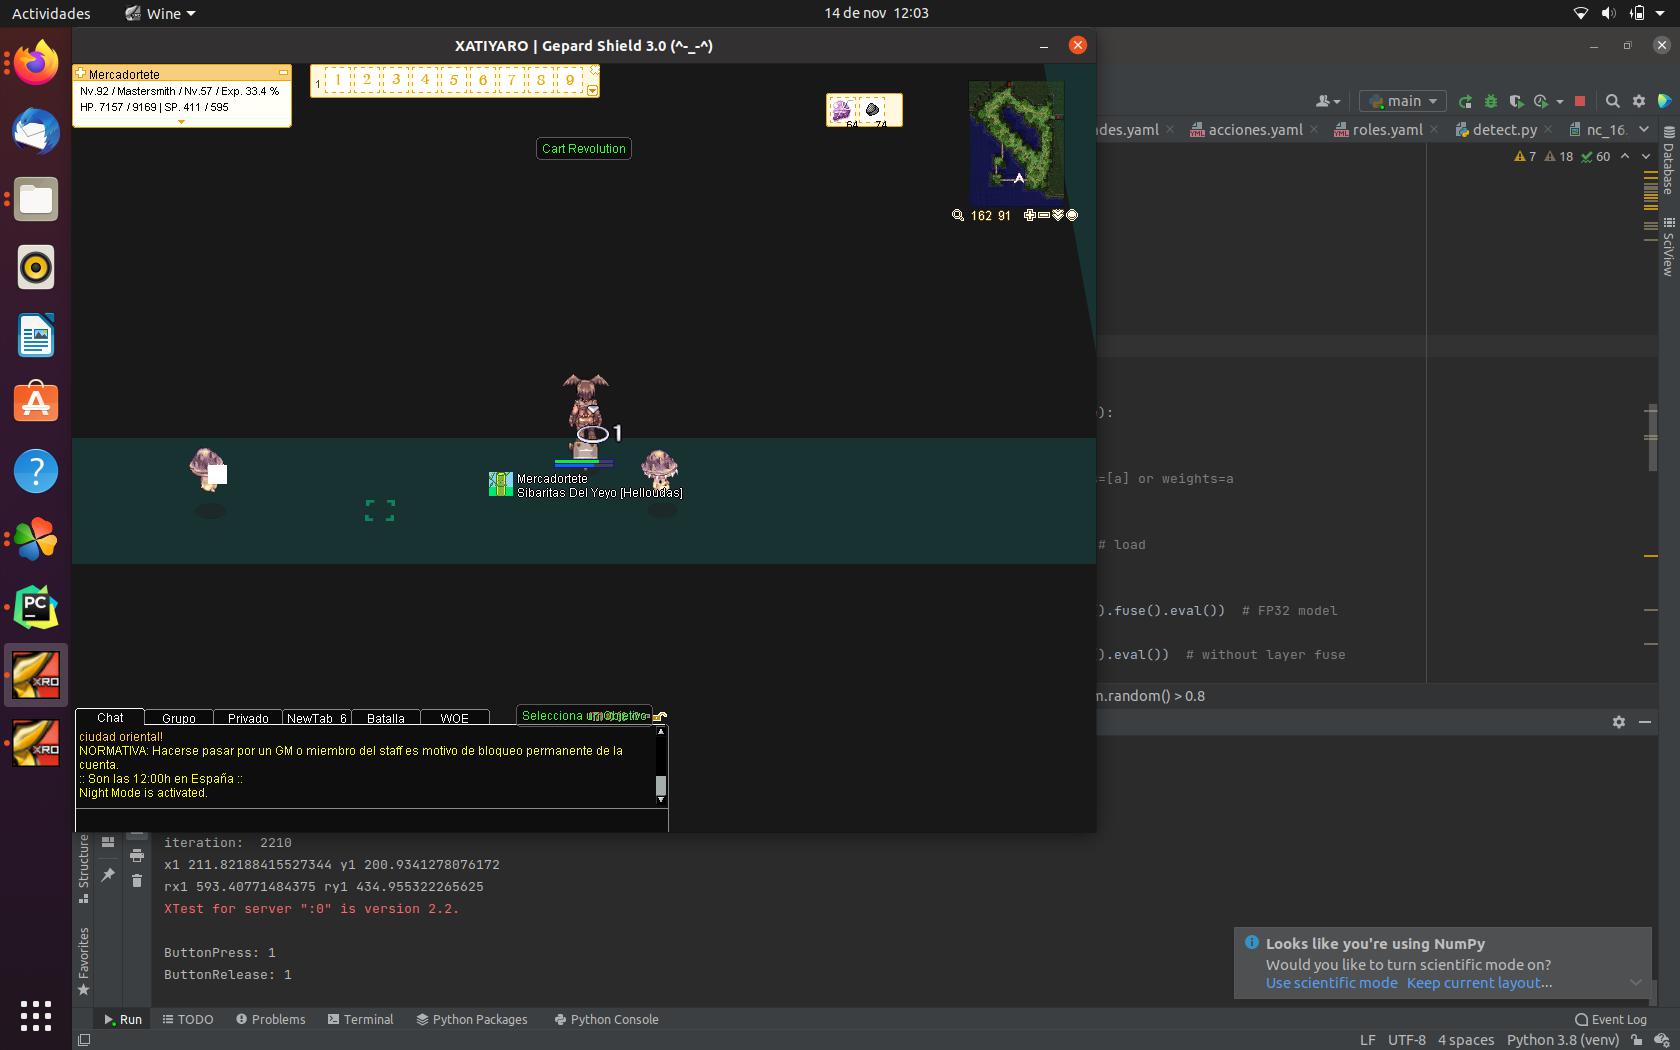 Actividades
Wine
14 de nov 12:03
XATIYARO | Gepard Shield 3.0 (^-_-^)
Mercadortete
Nv.92 / Mastersmith / Nv.57 / Exp. 33.4 %
HP. 7157 / 9169 | SP. 411 / 595
1
1 2 3 4 5 6 7 8 9
64 74
Cart Revolution
162 91
main
des.yaml
acciones.yaml
roles.yaml
detect.py
nc_16.
7 18 60
Database
SciView
):
=[a] or weights=a
# load
).fuse().eval()) # FP32 model
).eval()) # without layer fuse
m.random() > 0.8
1
Mercadortete
Sibaritas Del Yeyo [Helloudas]
Chat
Grupo
Privado
NewTab 6
Batalla
WOE
Selecciona un objetivo
ciudad oriental!
NORMATIVA: Hacerse pasar por un GM o miembro del staff es motivo de bloqueo permanente de la
cuenta.
:: Son las 12:00h en España ::
Night Mode is activated.
XRO
XRO
PC
Structure
Favorites
iteration:  2210
x1 211.82188415527344 y1 200.9341278076172
rx1 593.40771484375 ry1 434.955322265625
XTest for server ":0" is version 2.2.
ButtonPress: 1
ButtonRelease: 1
Looks like you're using NumPy
Would you like to turn scientific mode on?
Use scientific mode Keep current layout...
Run
TODO
Problems
Terminal
Python Packages
Python Console
Event Log
LF UTF-8 4 spaces Python 3.8 (venv)